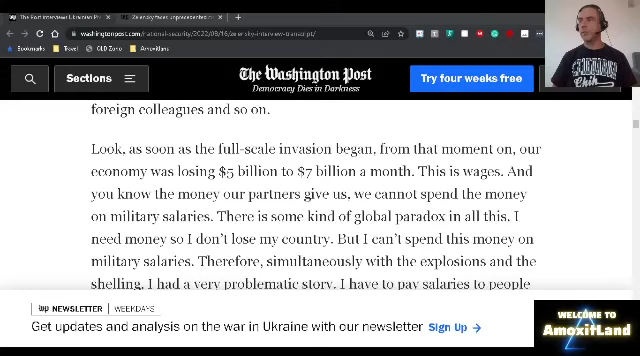 The Post interviews Ukrainian Pr
Zelensky faces unprecedented
washingtonpost.com/national-security/2022/08/16/zelensky-interview-transcript/
Bookmarks
Travel
OLD Zono
Amoxitans
Sections
The Washington Post
Democracy Dies in Darkness
Try four weeks free
foreign colleagues and so on.
Look, as soon as the full-scale invasion began, from that moment on, our
economy was losing $5 billion to $7 billion a month. This is wages. And
you know the money our partners give us, we cannot spend the money
on military salaries. There is some kind of global paradox in all this. I
need money so I don't lose my country. But I can't spend this money on
military salaries. Therefore, simultaneously with the explosions and the
shelling, I had a very problematic story. I have to pay salaries to people
wp NEWSLETTER
WEEKDAYS
Get updates and analysis on the war in Ukraine with our newsletter
Sign Up →
WELCOME TO
AmoxitLand